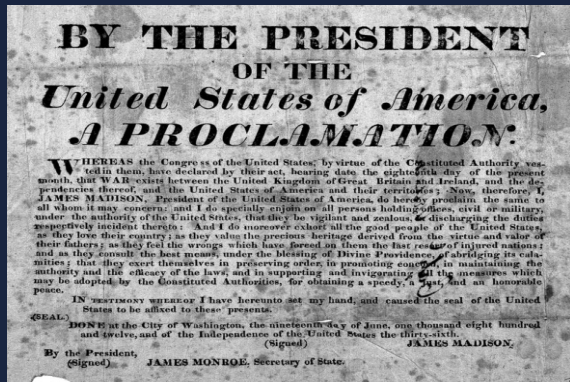 BY THE PRESIDENT
OF THE
United States of America,
A PROCLAMATION.
WHEREAS the Congress of the United States, by virtue of the Constituted Authority ves-
ted in them, have declared by their act, bearing date the eighteenth day of the present
month, that WAR exists between the United Kingdom of Great Britain and Ireland, and the de-
pendencies thereof, and the United States of America and their territories; Now, therefore, I,
JAMES MADISON, President of the United States of America, do hereby proclaim the same to
all whom it may concern: and I do specially enjoin on all persons holding offices, civil or military,
under the authority of the United States, that they be vigilant and zealous, in discharging the duties
respectively incident thereto: And I do moreover exhort all the good people of the United States,
as they love their country; as they value the precious heritage derived from the virtue and valor of
their fathers; as they feel the wrongs which have forced on them the last resort of injured nations;
and as they consult the best means, under the blessing of Divine Providence, of abridging its cala-
mities; that they exert themselves in preserving order, in promoting concord, in maintaining the
authority and the efficacy of the laws, and in supporting and invigorating all the measures which
may be adopted by the Constituted Authorities, for obtaining a speedy, a just, and an honorable
peace.
IN TESTIMONY WHEREOF I have hereunto set my hand, and caused the seal of the United
States to be affixed to these presents.
(SEAL.)
DONE at the City of Washington, the nineteenth day of June, one thousand eight hundred
and twelve, and of the Independence of the United States the thirty-sixth.
(Signed) JAMES MADISON.
By the President,
(Signed) JAMES MONROE, Secretary of State.